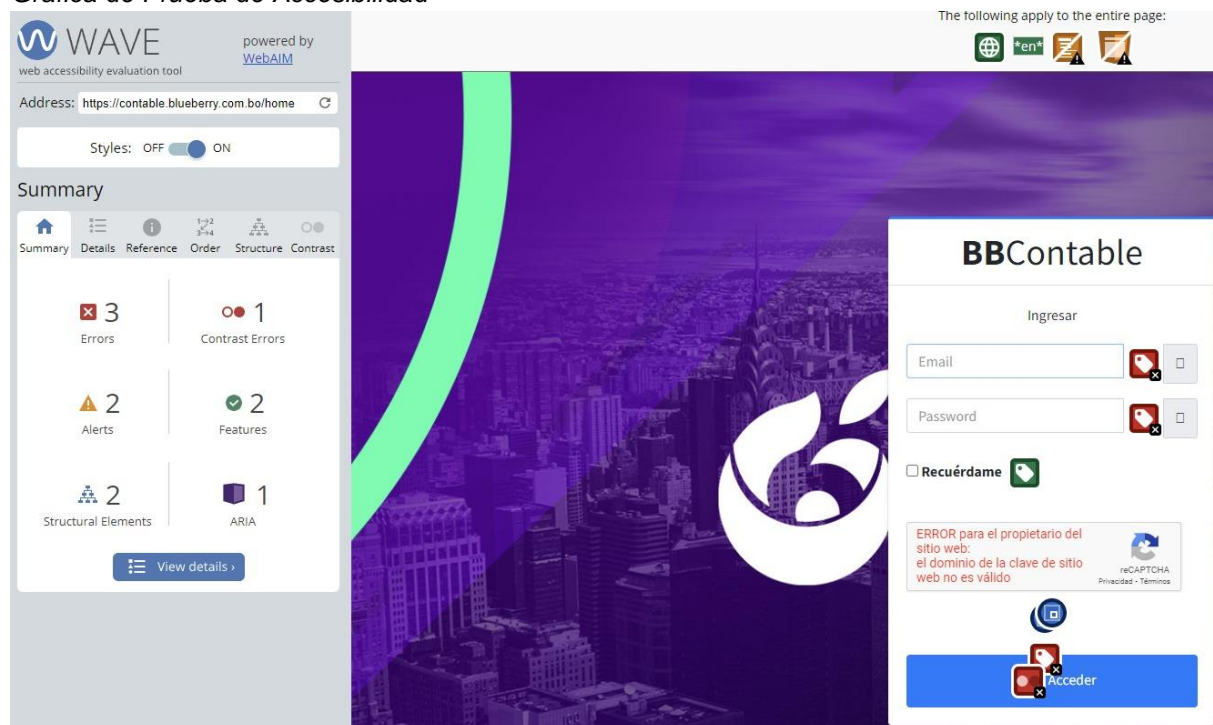 Gráfica de Prueba de Accesibilidad
WAVE
powered by
WebAIM
web accessibility evaluation tool
Address: https://contable.blueberry.com.bo/home
Styles: OFF ON
Summary
Summary Details Reference Order Structure Contrast
3
Errors
1
Contrast Errors
2
Alerts
2
Features
2
Structural Elements
1
ARIA
View details ›
The following apply to the entire page:
*en*
BBContable
Ingresar
Email
Password
Recuérdame
ERROR para el propietario del
sitio web:
el dominio de la clave de sitio
web no es válido
reCAPTCHA
Privacidad - Términos
Acceder